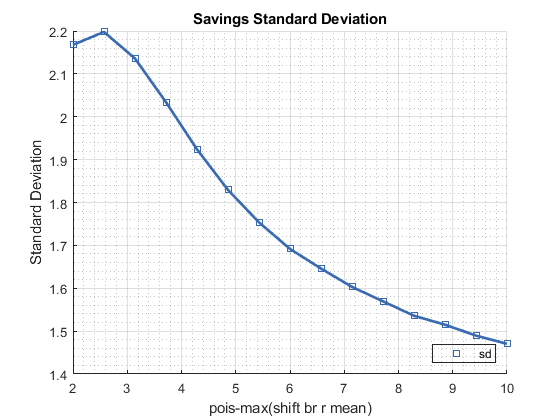 Savings Standard Deviation
2.2
2.1
2
1.9
1.8
1.7
1.6
1.5
1.4
Standard Deviation
sd
2 3 4 5 6 7 8 9 10
pois-max(shift br r mean)